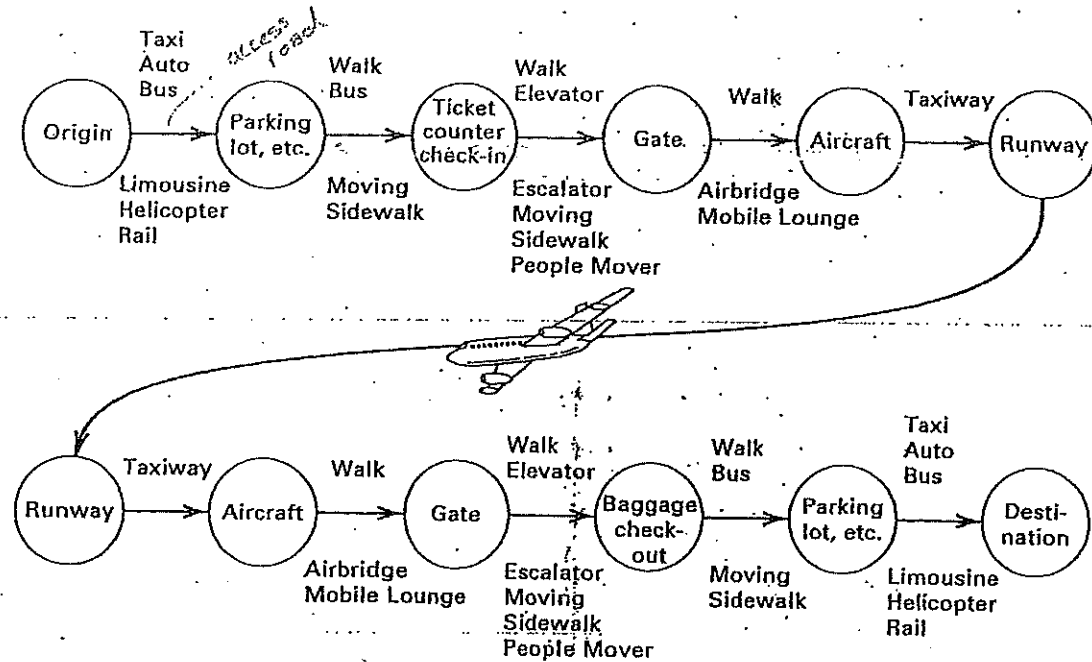 Taxi
Auto
Bus
access
road
Walk
Bus
Walk
Elevator
Walk
Taxiway
Origin
Parking
lot, etc.
Ticket
counter
check-in
Gate
Aircraft
Runway
Limousine
Helicopter
Rail
Moving
Sidewalk
Escalator
Moving
Sidewalk
People Mover
Airbridge
Mobile Lounge
Taxiway
Walk
Walk
Elevator
Walk
Bus
Taxi
Auto
Bus
Runway
Aircraft
Gate
Baggage
check-
out
Parking
lot, etc.
Desti-
nation
Airbridge
Mobile Lounge
Escalator
Moving
Sidewalk
People Mover
Moving
Sidewalk
Limousine
Helicopter
Rail